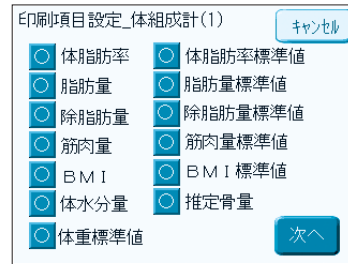 印刷項目設定_体組成計(1)
キャンセル
体脂肪率 体脂肪率標準値
脂肪量 脂肪量標準値
除脂肪量 除脂肪量標準値
筋肉量 筋肉量標準値
BMI BMI標準値
体水分量 推定骨量
体重標準値
次へ